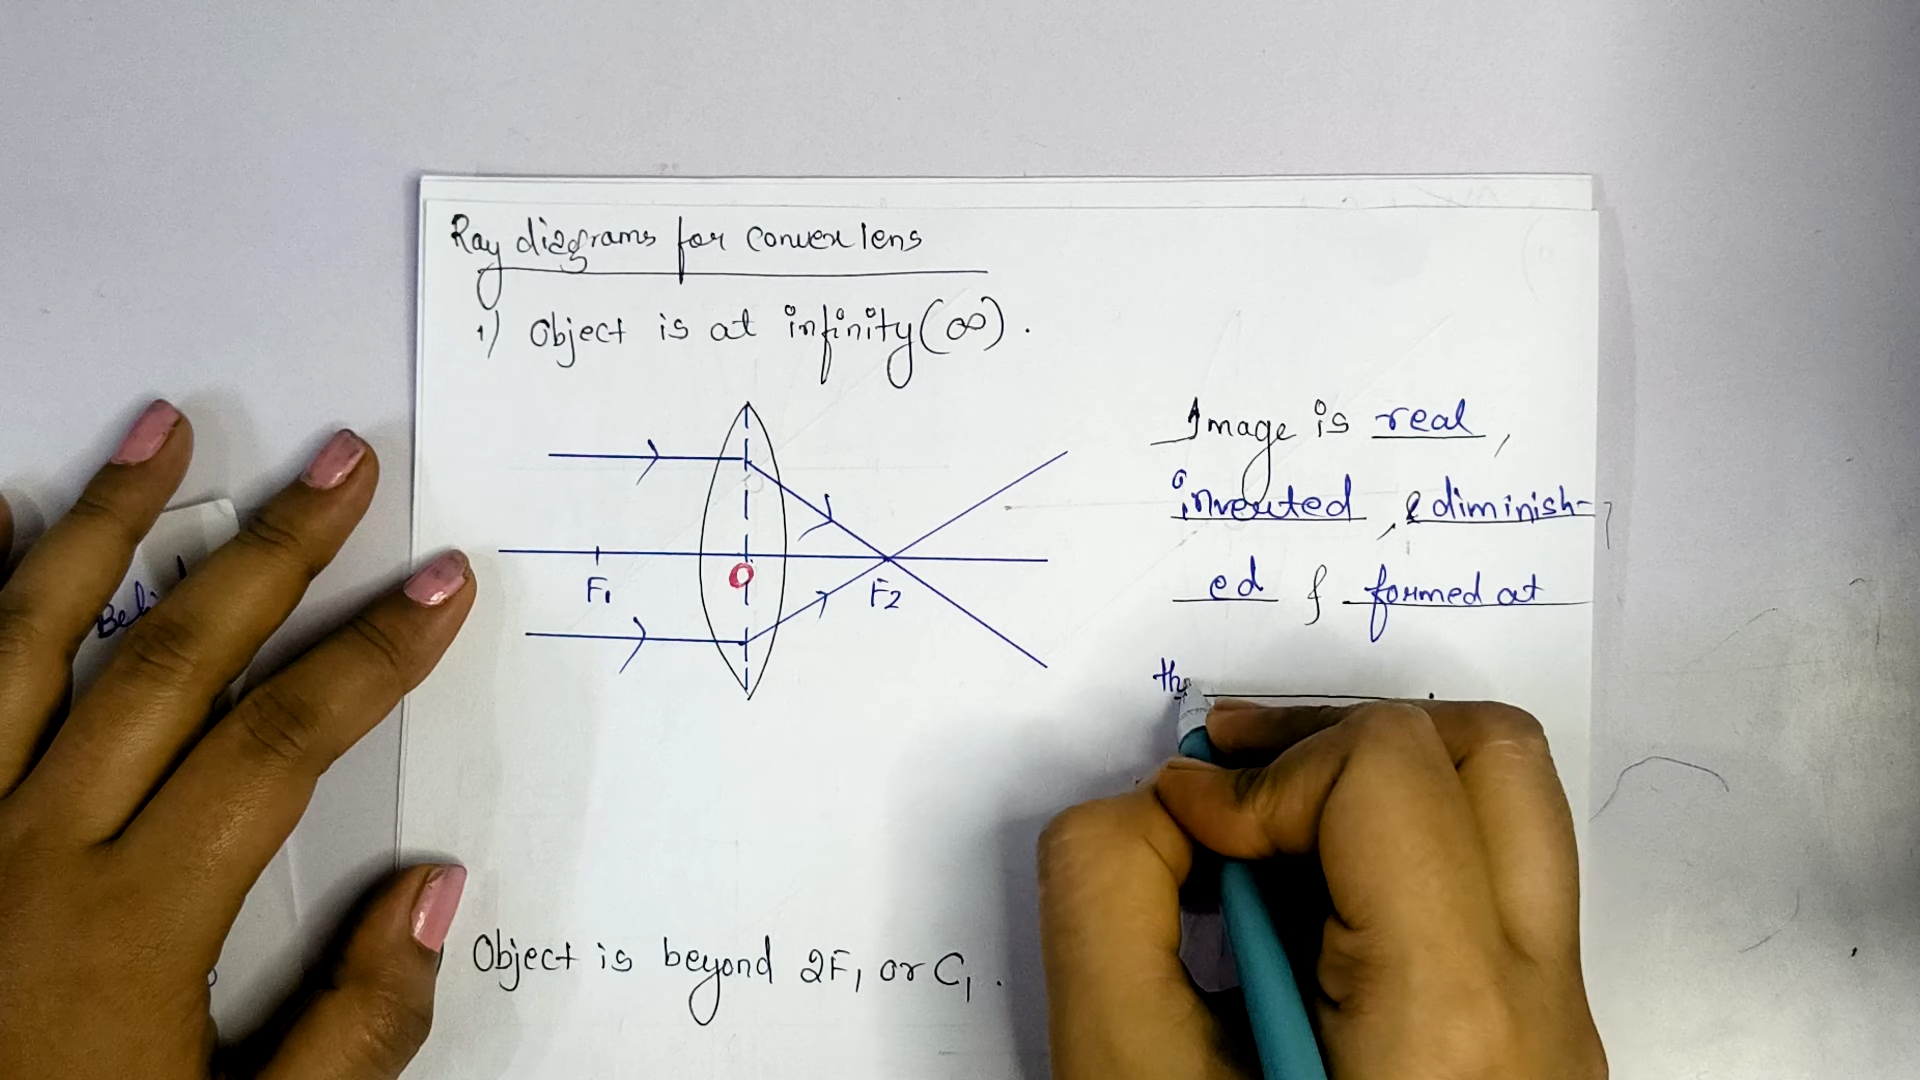 Ray diagrams for convex lens
1) Object is at infinity (∞).
Image is real,
inverted, diminish-
ed & formed at
F1
O
F2
Object is beyond 2F1 or C1.